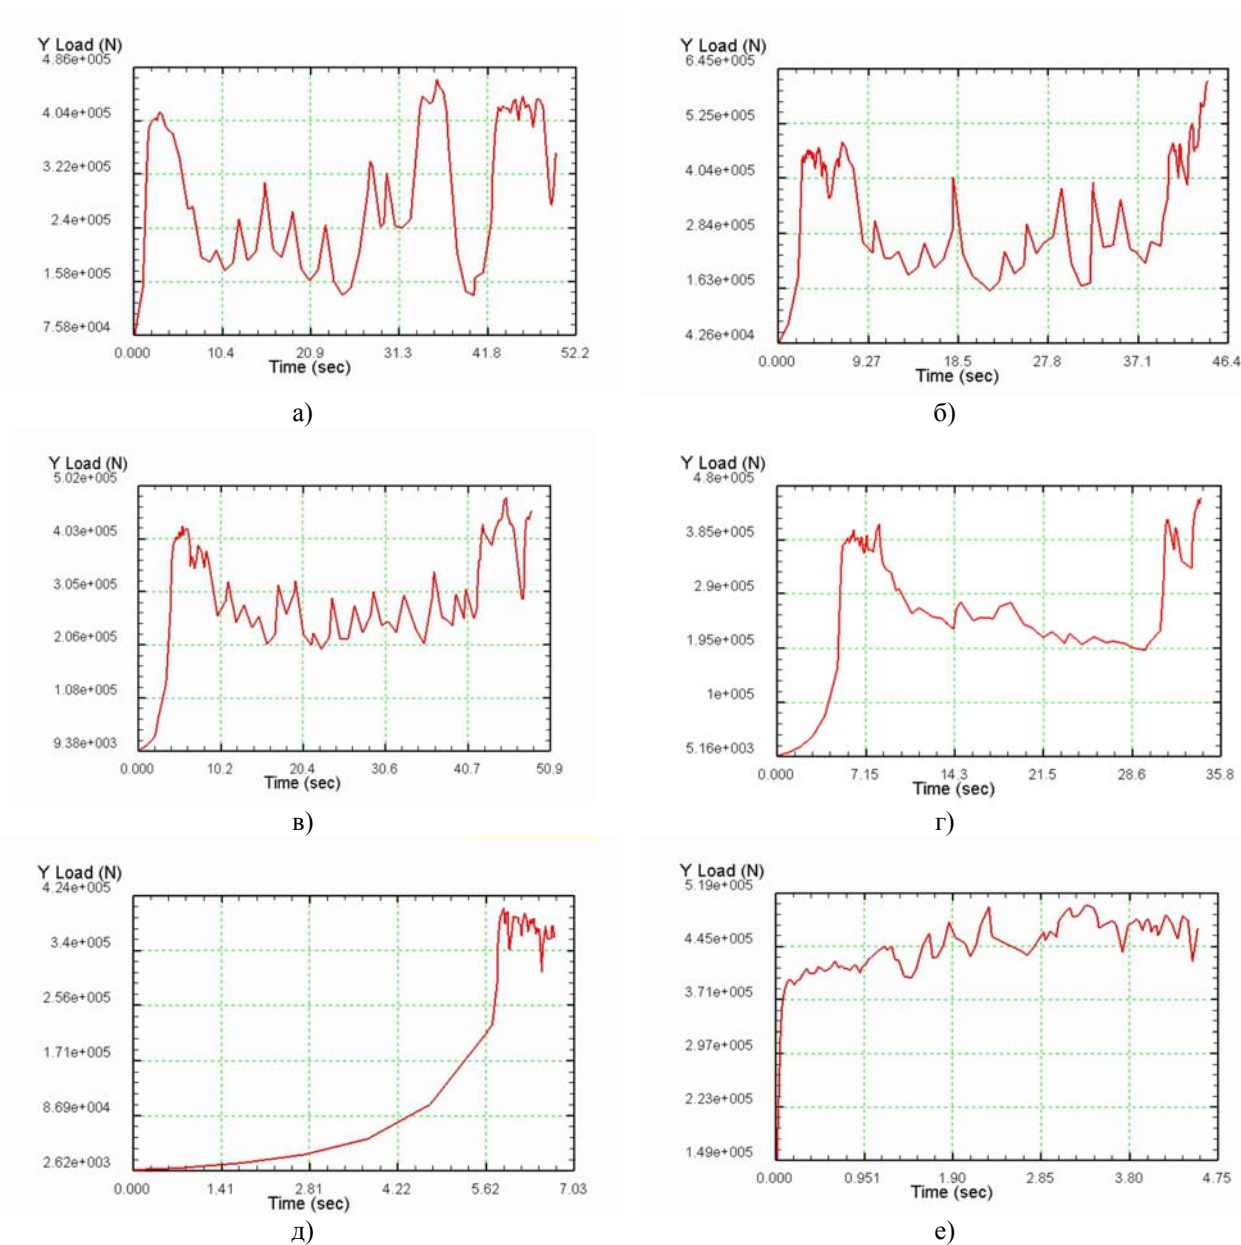 Y Load (N)
4.86e+005
4.04e+005
3.22e+005
2.4e+005
1.58e+005
7.58e+004
0.000 10.4 20.9 31.3 41.8 52.2
Time (sec)
а)
Y Load (N)
6.45e+005
5.25e+005
4.04e+005
2.84e+005
1.63e+005
4.26e+004
0.000 9.27 18.5 27.8 37.1 46.4
Time (sec)
б)
Y Load (N)
5.02e+005
4.03e+005
3.05e+005
2.06e+005
1.08e+005
9.38e+003
0.000 10.2 20.4 30.6 40.7 50.9
Time (sec)
в)
Y Load (N)
4.8e+005
3.85e+005
2.9e+005
1.95e+005
1e+005
5.16e+003
0.000 7.15 14.3 21.5 28.6 35.8
Time (sec)
г)
Y Load (N)
4.24e+005
3.4e+005
2.56e+005
1.71e+005
8.69e+004
2.62e+003
0.000 1.41 2.81 4.22 5.62 7.03
Time (sec)
д)
Y Load (N)
5.19e+005
4.45e+005
3.71e+005
2.97e+005
2.23e+005
1.49e+005
0.000 0.951 1.90 2.85 3.80 4.75
Time (sec)
е)